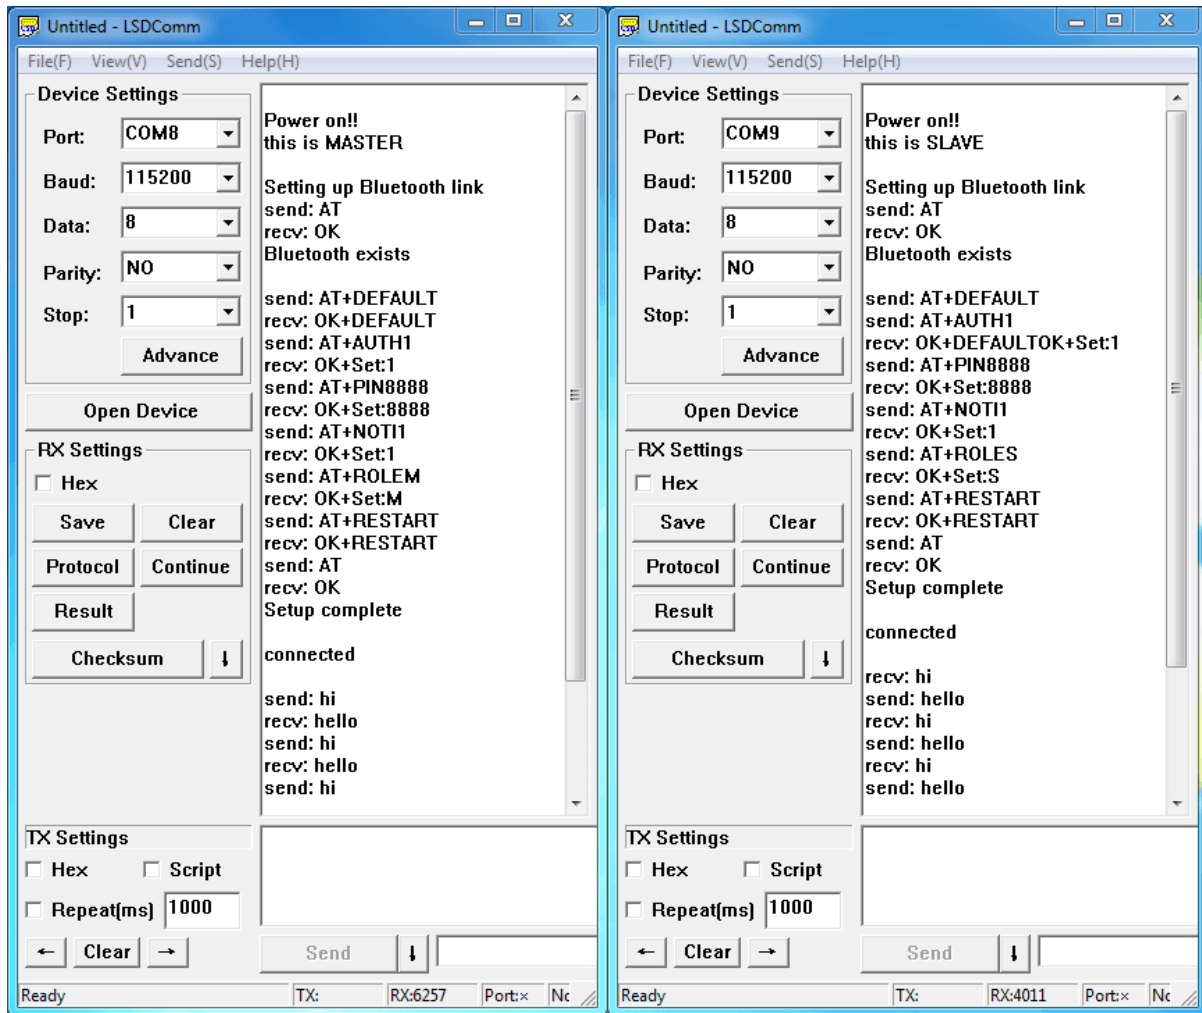 Untitled - LSDComm
File(F) View(V) Send(S) Help(H)
Device Settings
Port: COM8
Baud: 115200
Data: 8
Parity: NO
Stop: 1
Advance
Open Device
RX Settings
Hex
Save Clear
Protocol Continue
Result
Checksum
Power on!!
this is MASTER
Setting up Bluetooth link
send: AT
recv: OK
Bluetooth exists
send: AT+DEFAULT
recv: OK+DEFAULT
send: AT+AUTH1
recv: OK+Set:1
send: AT+PIN8888
recv: OK+Set:8888
send: AT+NOTI1
recv: OK+Set:1
send: AT+ROLEM
recv: OK+Set:M
send: AT+RESTART
recv: OK+RESTART
send: AT
recv: OK
Setup complete
connected
send: hi
recv: hello
send: hi
recv: hello
send: hi
TX Settings
Hex Script
Repeat(ms) 1000
← Clear →
Send
Ready TX: RX:6257 Port:× Nc
Untitled - LSDComm
File(F) View(V) Send(S) Help(H)
Device Settings
Port: COM9
Baud: 115200
Data: 8
Parity: NO
Stop: 1
Advance
Open Device
RX Settings
Hex
Save Clear
Protocol Continue
Result
Checksum
Power on!!
this is SLAVE
Setting up Bluetooth link
send: AT
recv: OK
Bluetooth exists
send: AT+DEFAULT
send: AT+AUTH1
recv: OK+DEFAULTOK+Set:1
send: AT+PIN8888
recv: OK+Set:8888
send: AT+NOTI1
recv: OK+Set:1
send: AT+ROLES
recv: OK+Set:S
send: AT+RESTART
recv: OK+RESTART
send: AT
recv: OK
Setup complete
connected
recv: hi
send: hello
recv: hi
send: hello
recv: hi
send: hello
TX Settings
Hex Script
Repeat(ms) 1000
← Clear →
Send
Ready TX: RX:4011 Port:× Nc